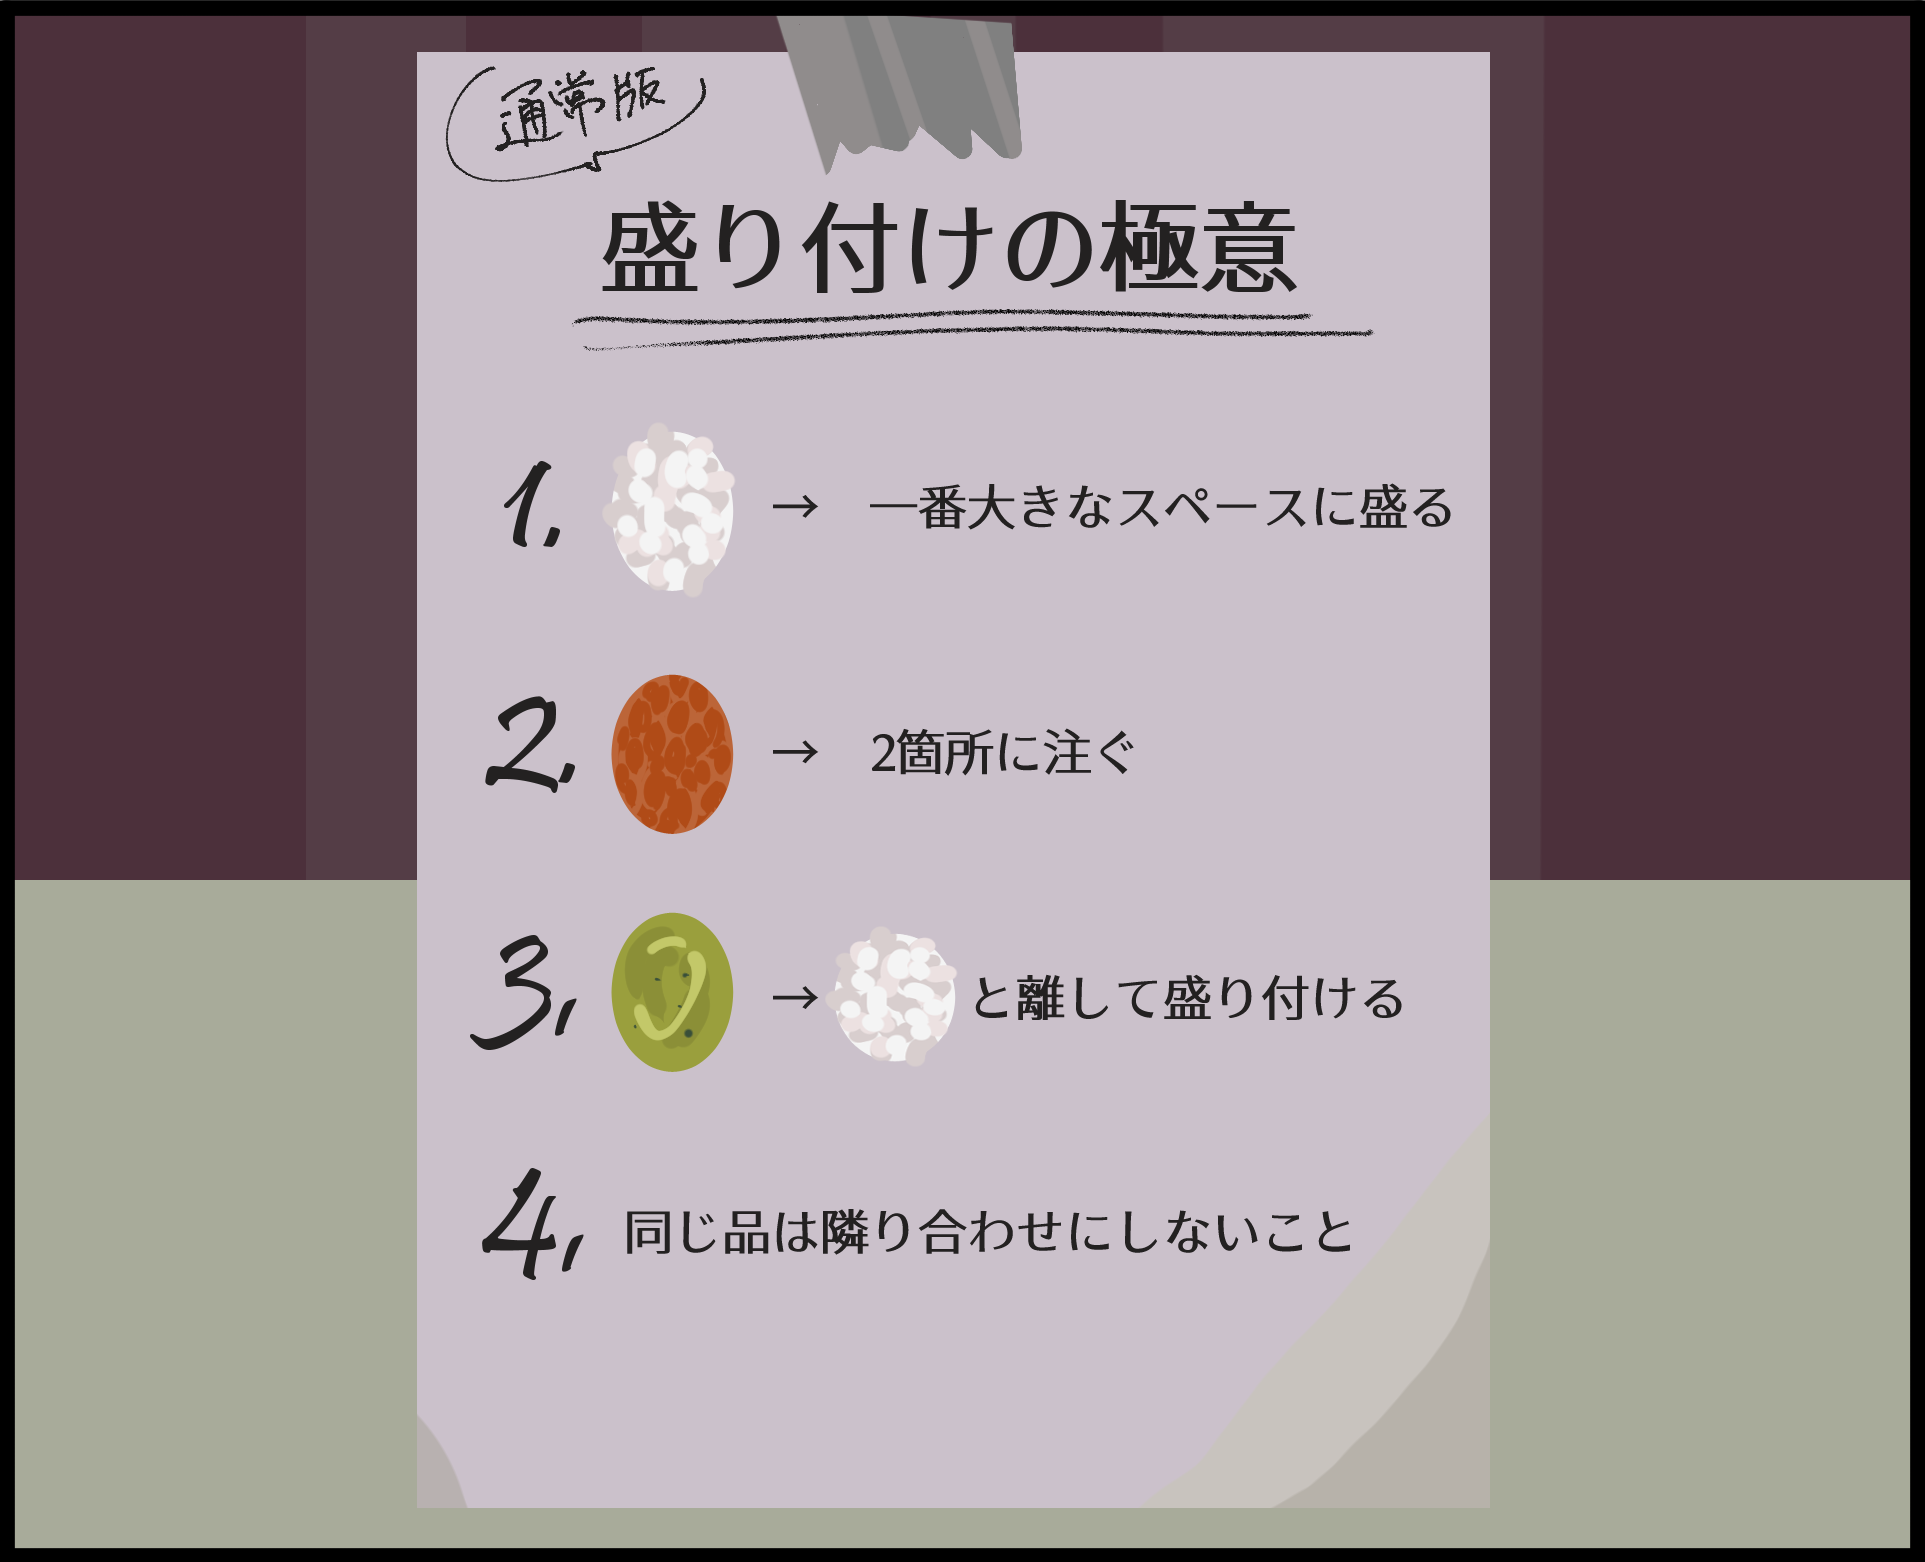 通常版
盛り付けの極意
1. → 一番大きなスペースに盛る
2. → 2箇所に注ぐ
3. → と離して盛り付ける
4. 同じ品は隣り合わせにしないこと